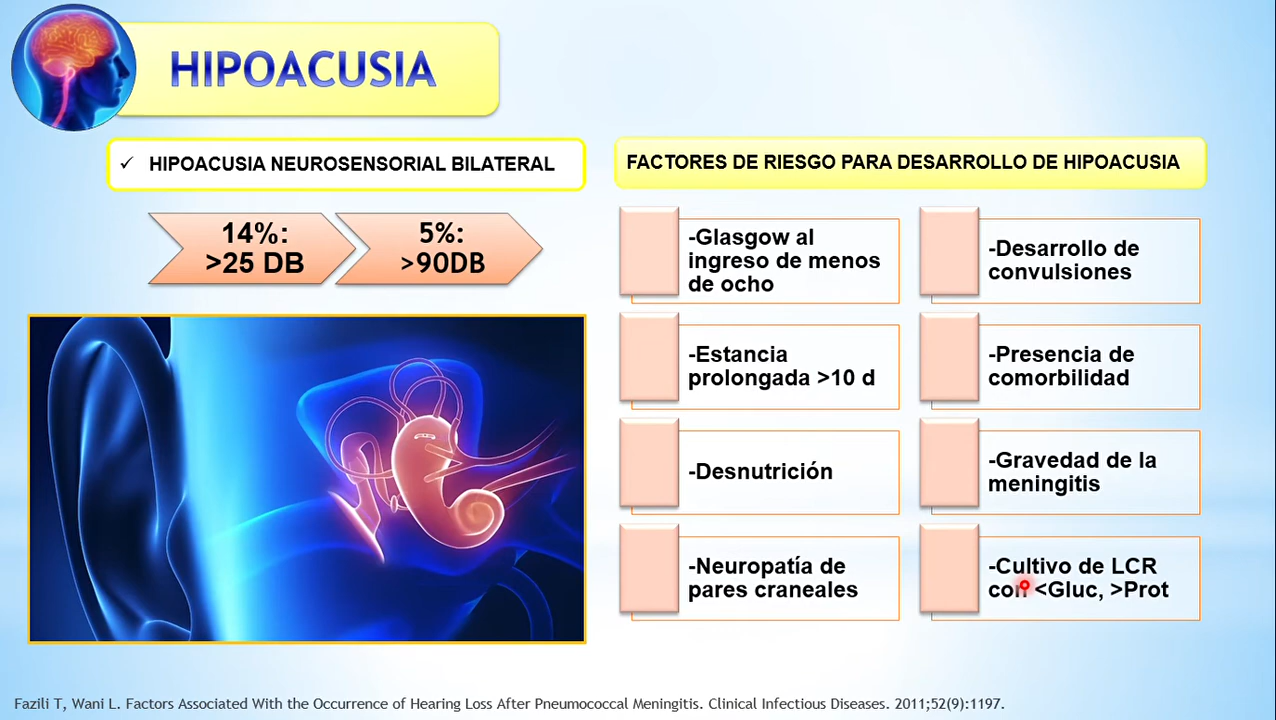 HIPOACUSIA
✓ HIPOACUSIA NEUROSENSORIAL BILATERAL
14%:
>25 DB
5%:
>90DB
FACTORES DE RIESGO PARA DESARROLLO DE HIPOACUSIA
-Glasgow al
ingreso de menos
de ocho
-Desarrollo de
convulsiones
-Estancia
prolongada >10 d
-Presencia de
comorbilidad
-Desnutrición
-Gravedad de la
meningitis
-Neuropatía de
pares craneales
-Cultivo de LCR
con <Gluc, >Prot
Fazili T, Wani L. Factors Associated With the Occurrence of Hearing Loss After Pneumococcal Meningitis. Clinical Infectious Diseases. 2011;52(9):1197.